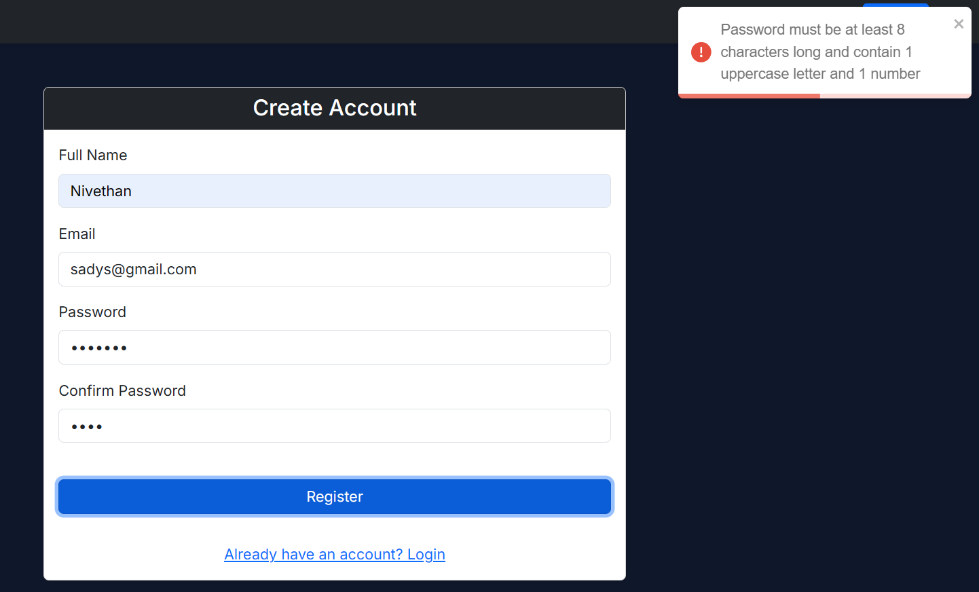 Password must be at least 8
characters long and contain 1
uppercase letter and 1 number
Create Account
Full Name
Nivethan
Email
sadys@gmail.com
Password
•••••••
Confirm Password
••••
Register
Already have an account? Login